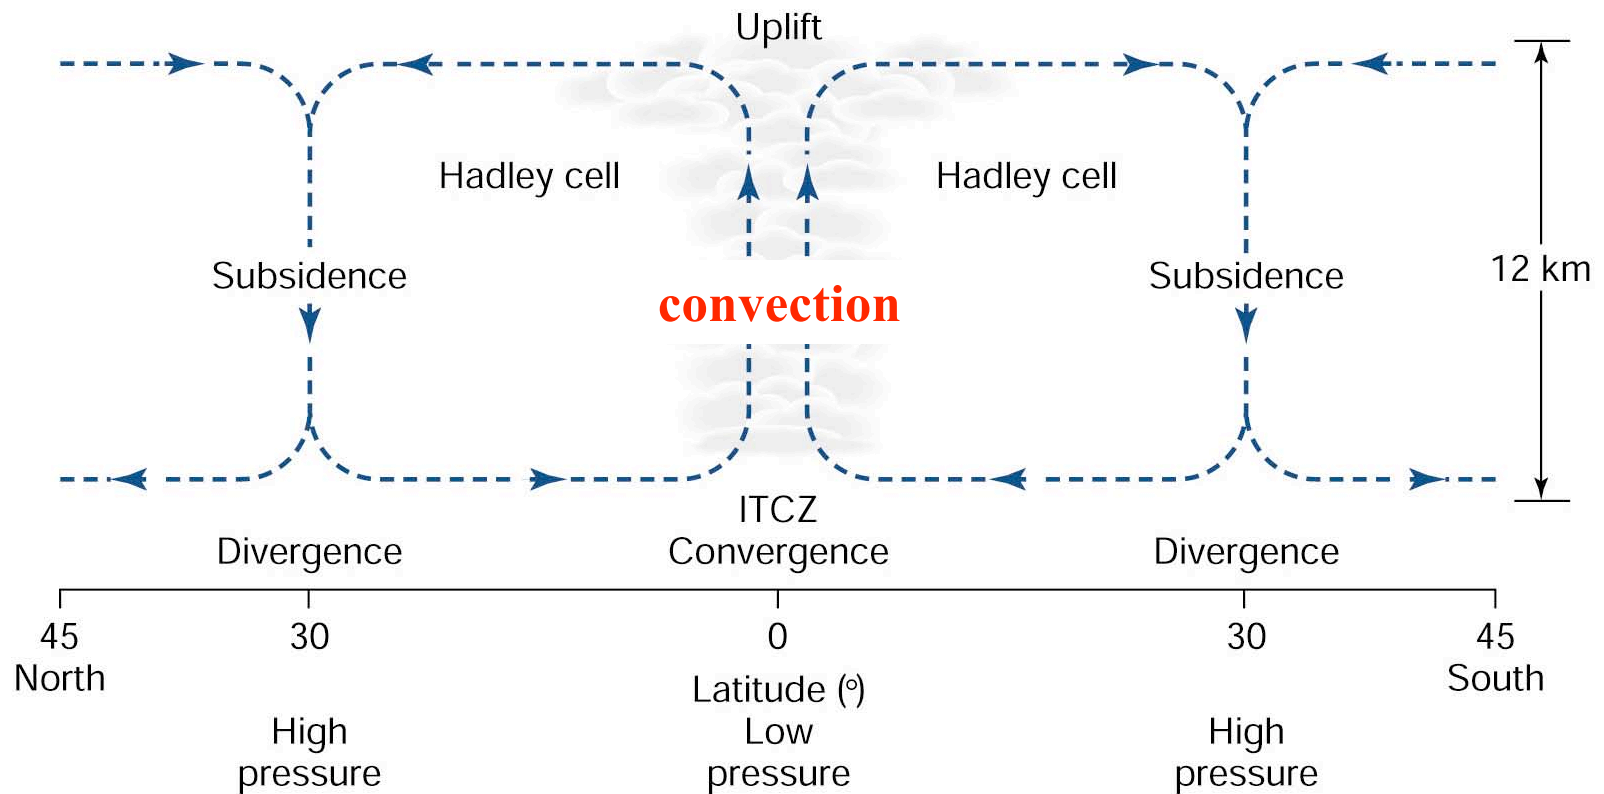 Uplift
Hadley cell
Hadley cell
Subsidence
Subsidence
12 km
convection
ITCZ
Divergence
Convergence
Divergence
45
30
0
30
45
North
South
Latitude (°)
High
Low
High
pressure
pressure
pressure